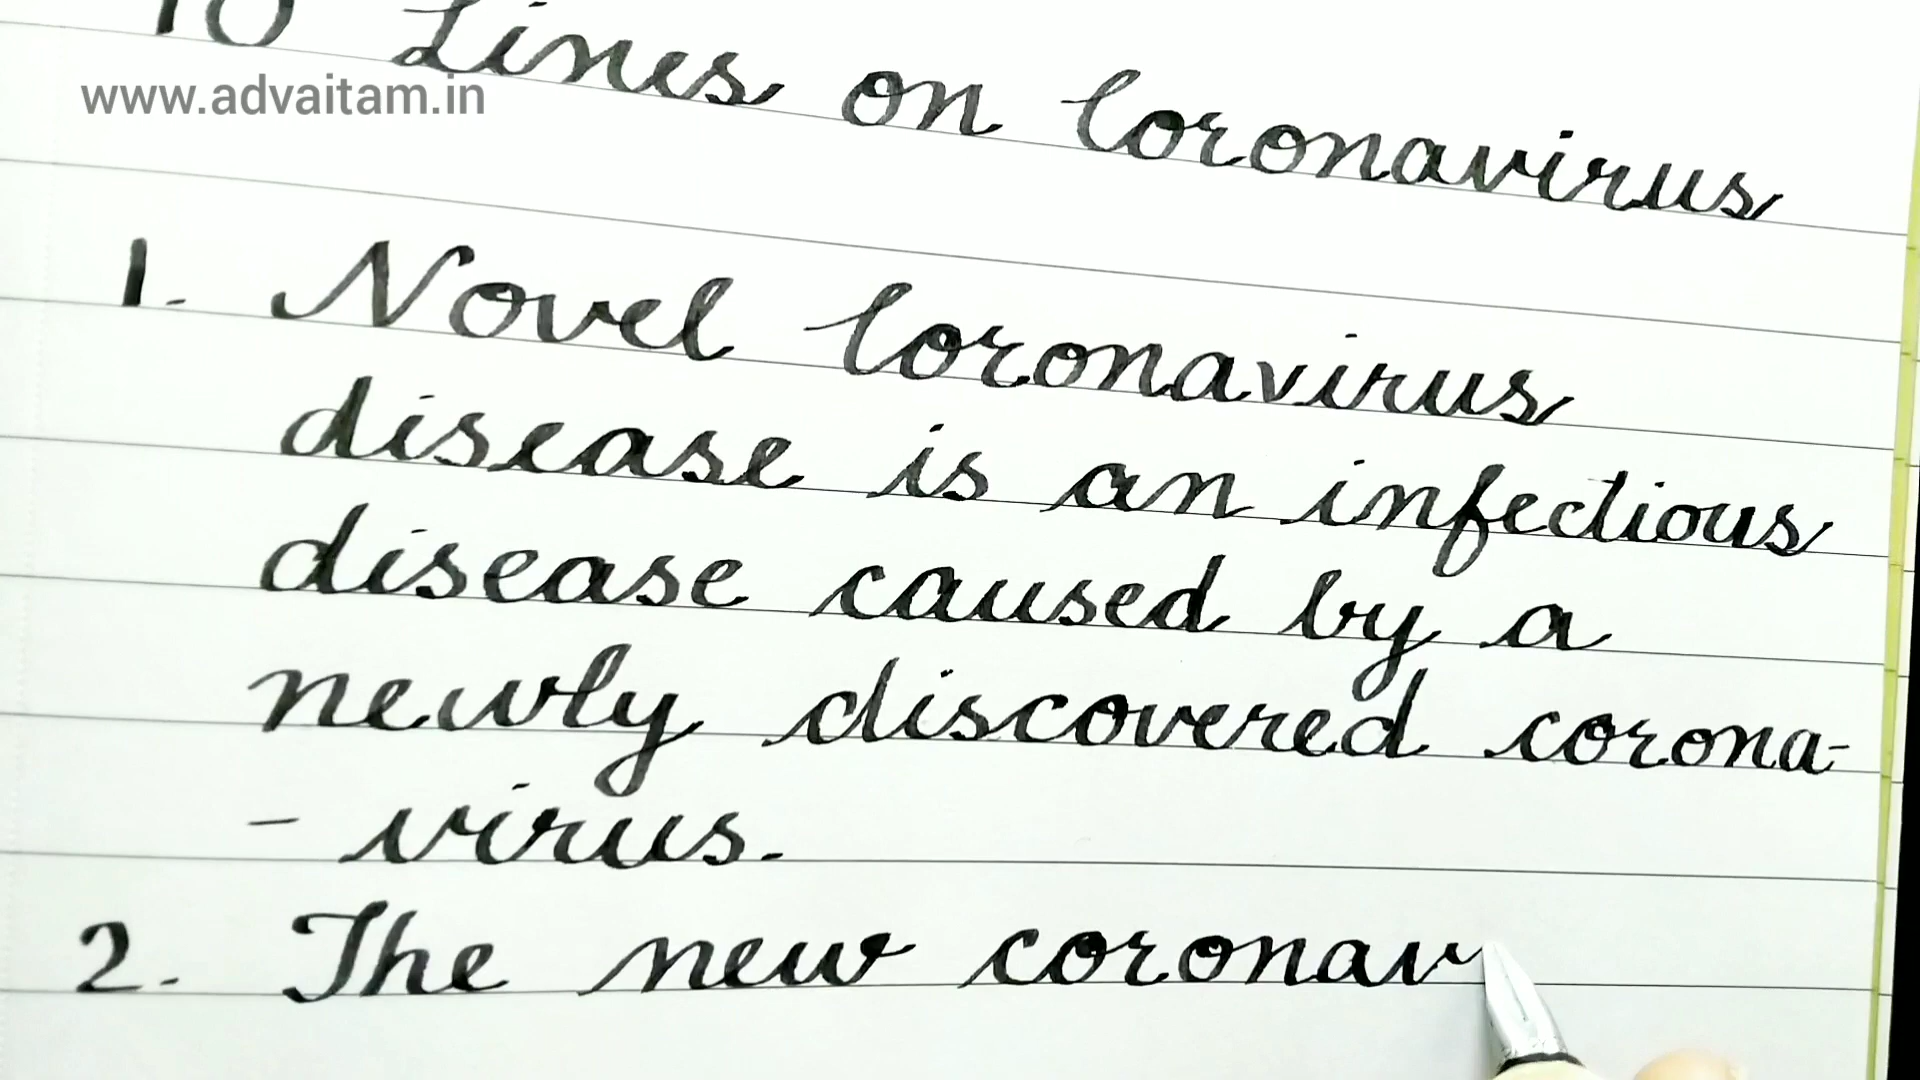 10 Lines on Coronavirus
www.advaitam.in
1. Novel Coronavirus
disease is an infectious
disease caused by a
newly discovered corona-
- virus.
2. The new coronav